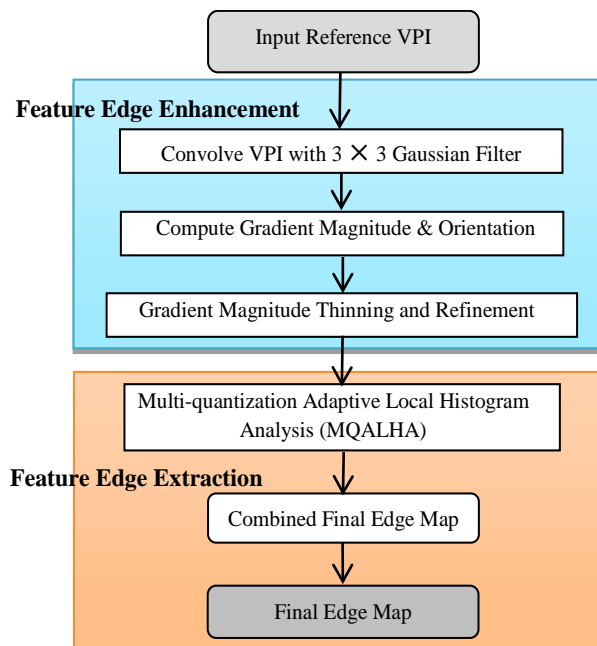 Input Reference VPI
Feature Edge Enhancement
Convolve VPI with 3 × 3 Gaussian Filter
Compute Gradient Magnitude & Orientation
Gradient Magnitude Thinning and Refinement
Multi-quantization Adaptive Local Histogram
Analysis (MQALHA)
Feature Edge Extraction
Combined Final Edge Map
Final Edge Map